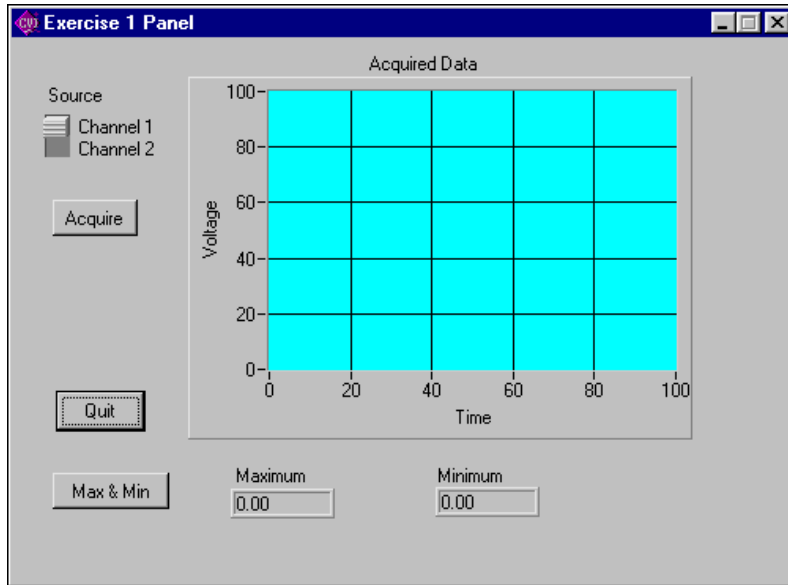 CVI Exercise 1 Panel
Acquired Data
Source
Channel 1
Channel 2
Acquire
Voltage
100
80
60
40
20
0
0 20 40 60 80 100
Time
Quit
Max & Min
Maximum
0.00
Minimum
0.00